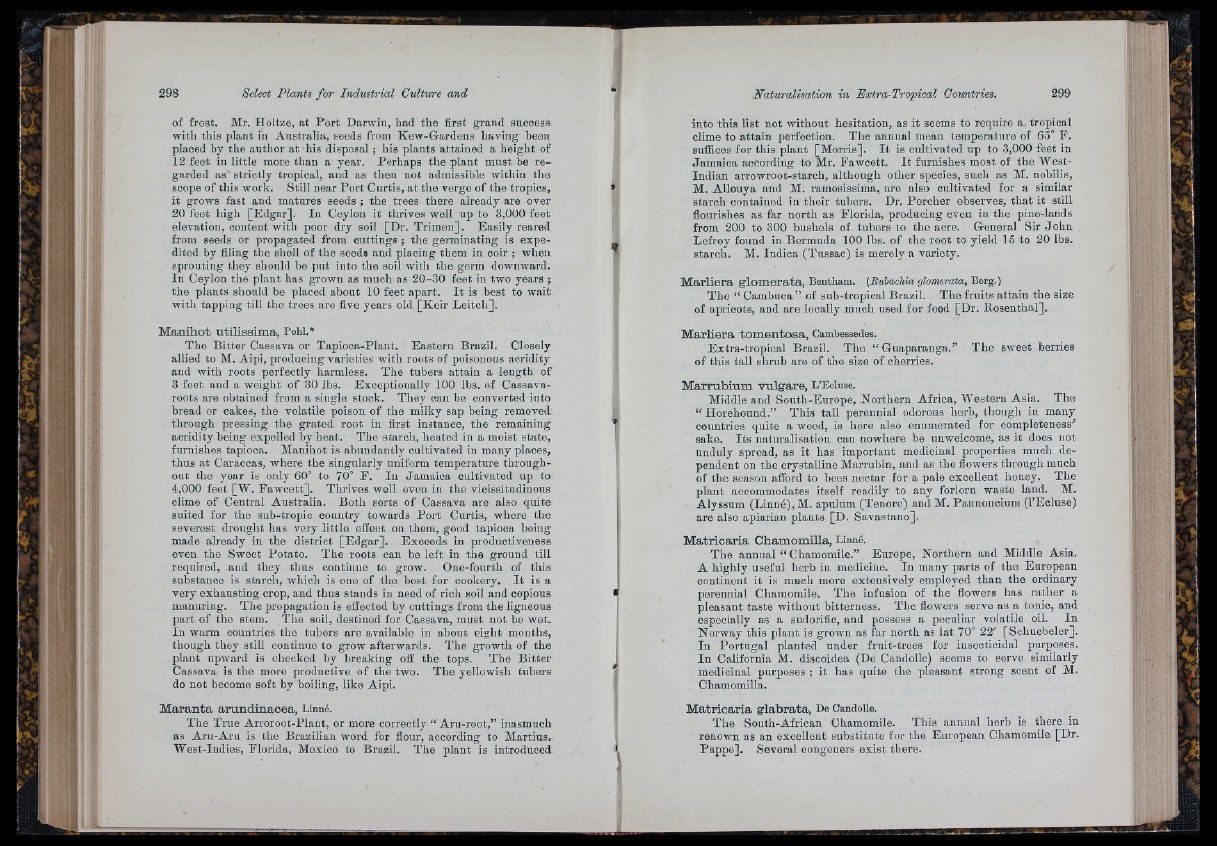 298 Select Plants for Industrial Culture and
of frost. Mr. Holtze, at Port Darwin, had the first grand success
with this plant in Australia, seeds from Kew-Gardens having been
placed by the author at his disposal ; his plants attained a height of
12 feet in little more than a year. Perhaps the plant must be re-
garded as strictly tropical, and as then not admissible within the
scope of this work. Still near Port Curtis, at the verge of the tropics,
it grows fast and matures seeds ; the trees there already are over
20 feet high [Edgar]. In Ceylon it thrives well up to 3,000 feet
elevation, content with poor dry soil [Dr. Trimen]. Easily reared
from seeds or propagated from cuttings ; the germinating is expe-
dited by filing the shell of the seeds and placing them in coir ; when
sprouting they should be put into the soil with the germ downward.
In Ceylon the plant has grown as much as 20-30 feet in two years ;
the plants should be placed about 10 feet apart. It is best to wait
with tapping till the trees are five years old [Keir Leitch].
Manihot utilissima, Pohl.*
The Bitter Cassava or Tapioca-Plant. Eastern Brazil. Closely
allied to M. Aipi, producing varieties with roots of poisonous acridity
and with roots perfectly harmless. The tubers attain a length of
3 feet and a weight of 30 lbs. Exceptionally 100 lbs. of Cassava-
roots are obtained from a single stock. They can be converted into
bread or cakes, the volatile poison of the milky sap being removed
through pressing the grated root in first instance, the remaining
acridity being expelled by heat. The starch, heated in a moist state,
furnishes tapioca. Manihot is abundantly cultivated in many places,
thus at Caraccas, where the singularly uniform temperature through-
out the year is only 60° to 70° F. In Jamaica cultivated up to
4,000 feet [W. Fawcett]. Thrives well even in the vicissitudinous
clime of Central Australia. Both sorts of Cassava are also quite
suited for the sub-tropic country towards Port Curtis, where the
severest drought has very little effect on them, good tapioca being
made already in the district [Edgar]. Exceeds in productiveness
even the Sweet Potato. The roots can be left in the ground till
required, and they thus continue to grow. One-fourth of this
substance is starch, which is one of the best for cookery. It is a
very exhausting crop, and thus stands in need of rich soil and copious
manuring. The propagation is effected by cuttings from the ligneous
part of the stem. The soil, destined for Cassava, must not be wet.
In warm countries the tubers are available in about eight months,
though they still continue to grow afterwards. The growth of the
plant upward is checked by breaking off the tops. The Bitter
Cassava is the more productive of the two. The yellowish tubers
do not become soft by boiling, like Aipi.
Maranta arundinacea, Linné.
The True Arroroot-Plant, or more correctly “ Aru-root,” inasmuch
as Aru-Aru is the Brazilian word for flour, according to Martius.
West-Indies, Florida, Mexico to Brazil. The plant is introduced
Naturalisation in Extra-Tropical Countries. 299
into this list not without hesitation, as it seems to require a tropical
clime to attain perfection. The annual mean temperature of 65° F.
suffices for this plant [Morris]. It is cultivated up to 3,000 feet in
Jamaica according to Mr. Fawcett. It furnishes most of the West-
Indian arrowroot-starch, although other species, such as M. nobilis,
M. Allouya and M. ramosissima, are also cultivated for a similar
starch contained in their tubers. Dr. Porcher observes, that it still
flourishes as far north as Florida, producing even in the pine-lands
from 200 to 300 bushels of tubers to the acre. General Sir John
Lefroy found in Bermuda 100 lbs. of the root to yield 15 to 20 lbs.
starch. M. Indica (Tussac) is merely a variety.
Marliera glomerata, Bentham. (Rubachia glomerata, Berg.)
The “ Cambuca ” of sub-tropical Brazil. The fruits attain the size
of apricots, and are locally much used for food [Dr. Rosenthal].
Marliera tomentosa, Cambessedes.
Extra-tropical Brazil. The “ Guaparanga.” The sweet berries
of this tall shrub are of the size of cherries.
Marrubium vulgare, L’Ecluse.
Middle and South-Europe, Northern Africa, Western Asia. The
“ Horehound.” This tall perennial odorous herb, though in many
countries quite a weed, is here also enumerated for completeness’
sake. Its naturalisation can nowhere be unwelcome, as it does not
unduly spread, as it has important medicinal properties much de-
pendent on the crystalline Marrubin, and as the flowers through much
of the season afford to bees nectar for a pale excellent honey. The
plant accommodates itself readily to any forlorn waste land. M.
Alyssum (Linné), M. apulum (Tenore) and M. Pannonicum (l’Ecluse)
are also apiarian plants [D. Savastano].
Matricaria Chamomilla, Linné.
The annual “ Chamomile.” Europe, Northern and Middle Asia.
A highly useful herb in medicine. In many parts of the European
continent it is much more extensively employed than the ordinary
perennial Chamomile. The infusion of the flowers has rather a
pleasant taste without bitterness. The flowers serve as a tonic, and
especially as a sudorific, and possess a peculiar volatile oil. In
Norway this plant is grown as far north as lat 70° 22′ [Schuebeler].
In Portugal planted under fruit-trees for insecticidal purposes.
In California M. discoidea (De Candolle) seems to serve similarly
medicinal purposes ; it has quite the pleasant strong scent of M.
Chamomilla.
Matricaria glabrata, De Candolle.
The South-African Chamomile. This annual herb is there in
renown as an excellent substitute for the European Chamomile [Dr.
Pappe]. Several congeners exist there.